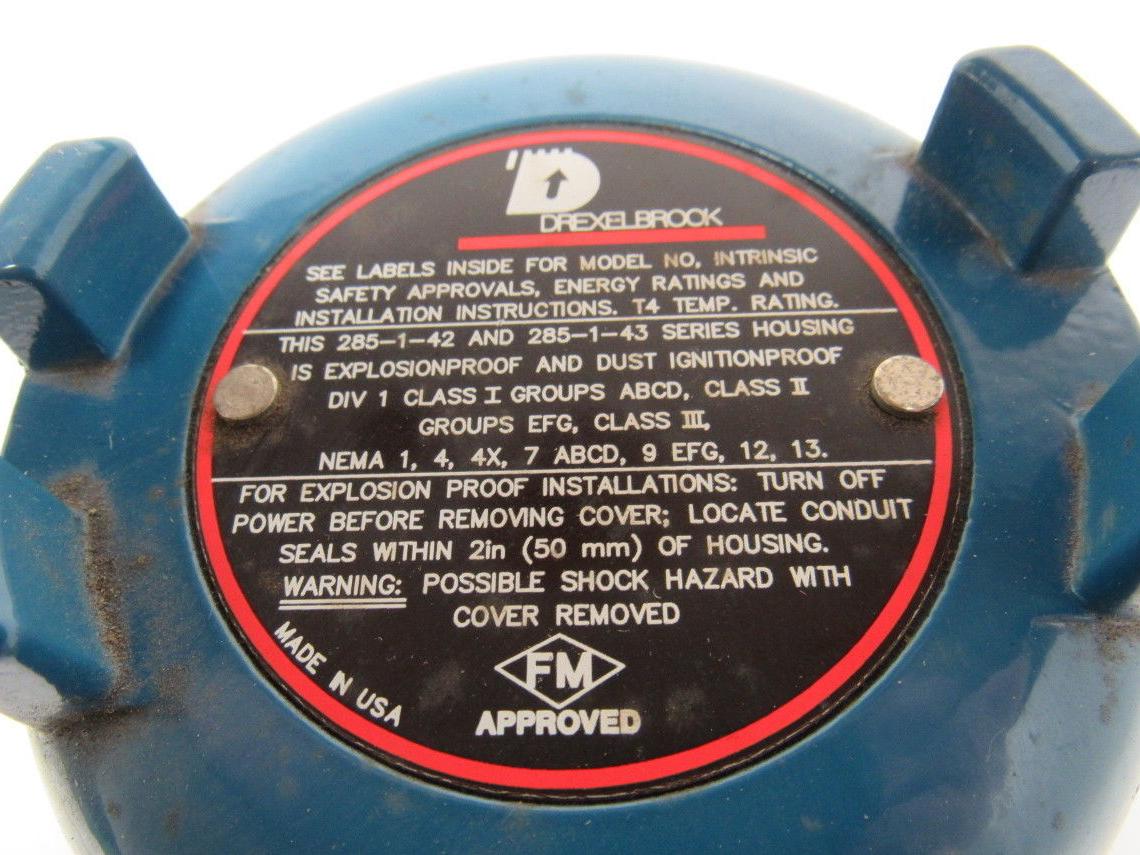 D
DREXELBROOK
SEE LABELS INSIDE FOR MODEL NO, INTRINSIC
SAFETY APPROVALS, ENERGY RATINGS AND
INSTALLATION INSTRUCTIONS. T4 TEMP. RATING.
THIS 285-1-42 AND 285-1-43 SERIES HOUSING
IS EXPLOSIONPROOF AND DUST IGNITIONPROOF
DIV 1 CLASS I GROUPS ABCD, CLASS II
GROUPS EFG, CLASS III,
NEMA 1, 4, 4X, 7 ABCD, 9 EFG, 12, 13.
FOR EXPLOSION PROOF INSTALLATIONS: TURN OFF
POWER BEFORE REMOVING COVER; LOCATE CONDUIT
SEALS WITHIN 2in (50 mm) OF HOUSING.
WARNING: POSSIBLE SHOCK HAZARD WITH
COVER REMOVED
MADE IN USA
FM
APPROVED